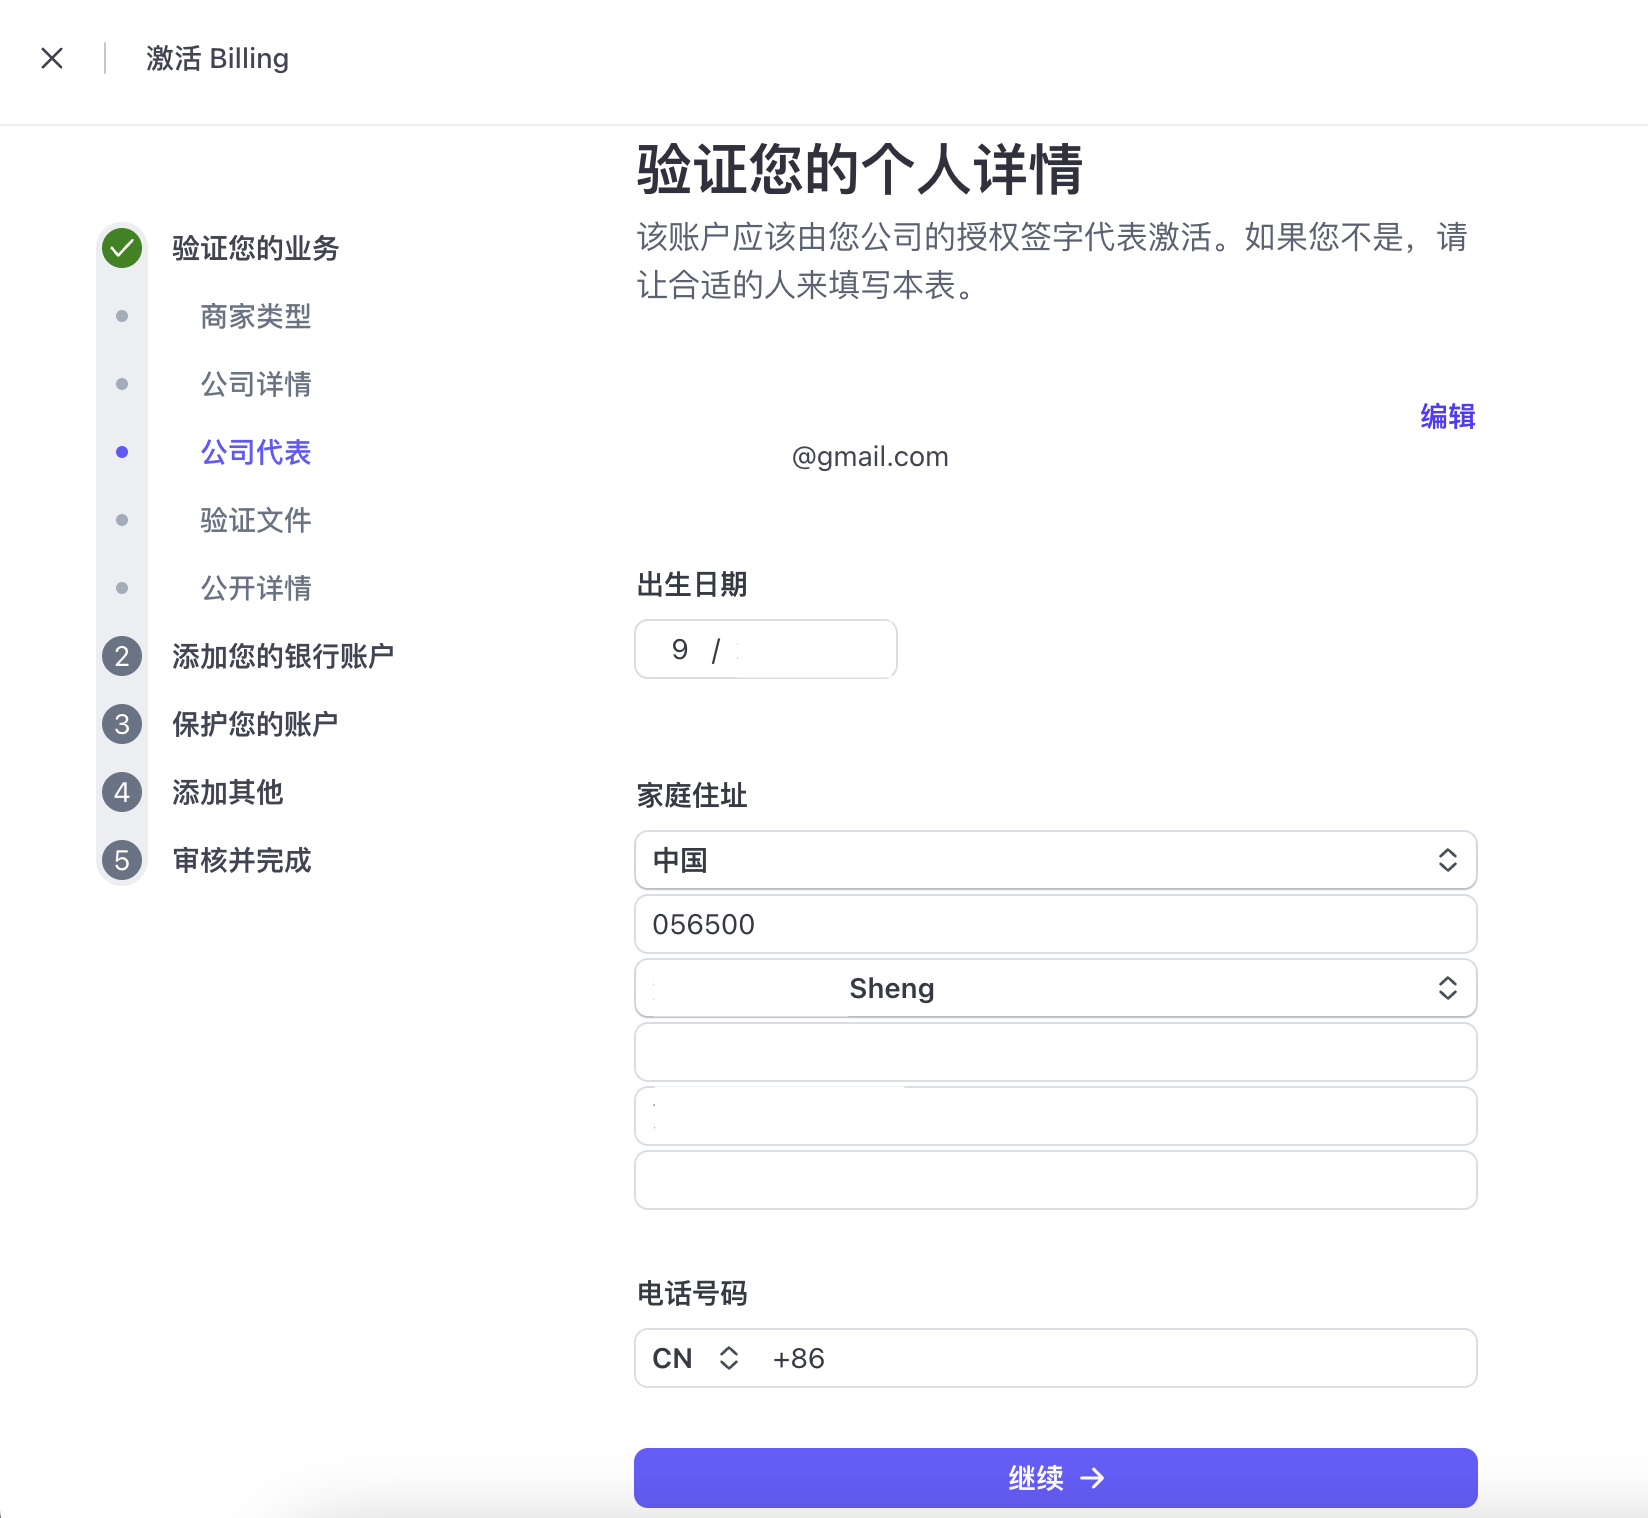 激活 Billing
验证您的业务
商家类型
公司详情
公司代表
验证文件
公开详情
2 添加您的银行账户
3 保护您的账户
4 添加其他
5 审核并完成
验证您的个人详情
该账户应该由您公司的授权签字代表激活。如果您不是，请
让合适的人来填写本表。
编辑
@gmail.com
出生日期
9 /
家庭住址
中国
056500
Sheng
电话号码
CN +86
继续 →